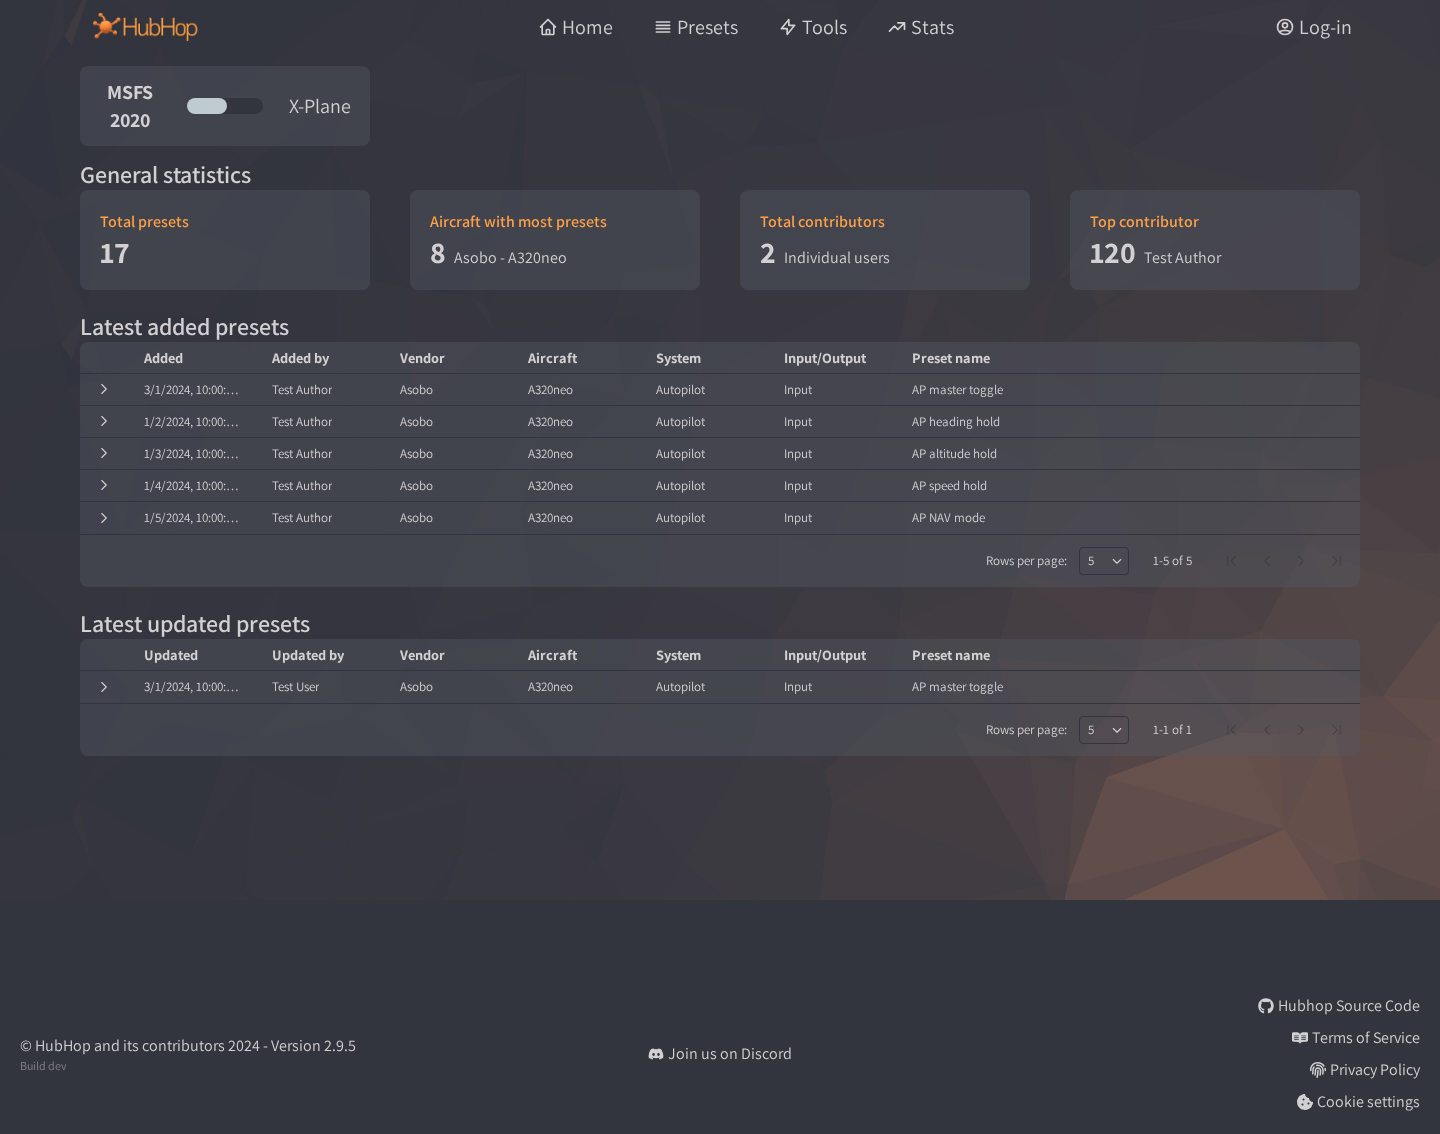 HubHop
Home
Presets
Tools
Stats
Log-in
MSFS
2020
X-Plane
General statistics
Total presets
17
Aircraft with most presets
8 Asobo - A320neo
Total contributors
2 Individual users
Top contributor
120 Test Author
Latest added presets
Added Added by Vendor Aircraft System Input/Output Preset name
3/1/2024, 10:00:... Test Author Asobo A320neo Autopilot Input AP master toggle
1/2/2024, 10:00:... Test Author Asobo A320neo Autopilot Input AP heading hold
1/3/2024, 10:00:... Test Author Asobo A320neo Autopilot Input AP altitude hold
1/4/2024, 10:00:... Test Author Asobo A320neo Autopilot Input AP speed hold
1/5/2024, 10:00:... Test Author Asobo A320neo Autopilot Input AP NAV mode
Rows per page: 5 1-5 of 5
Latest updated presets
Updated Updated by Vendor Aircraft System Input/Output Preset name
3/1/2024, 10:00:... Test User Asobo A320neo Autopilot Input AP master toggle
Rows per page: 5 1-1 of 1
© HubHop and its contributors 2024 - Version 2.9.5
Build dev
Join us on Discord
Hubhop Source Code
Terms of Service
Privacy Policy
Cookie settings